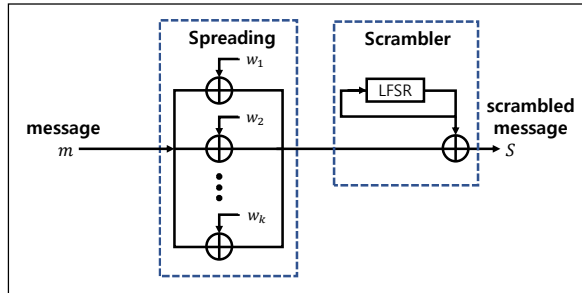 Spreading
Scrambler
w₁
LFSR
message
m
w₂
scrambled
message
S
wₖ